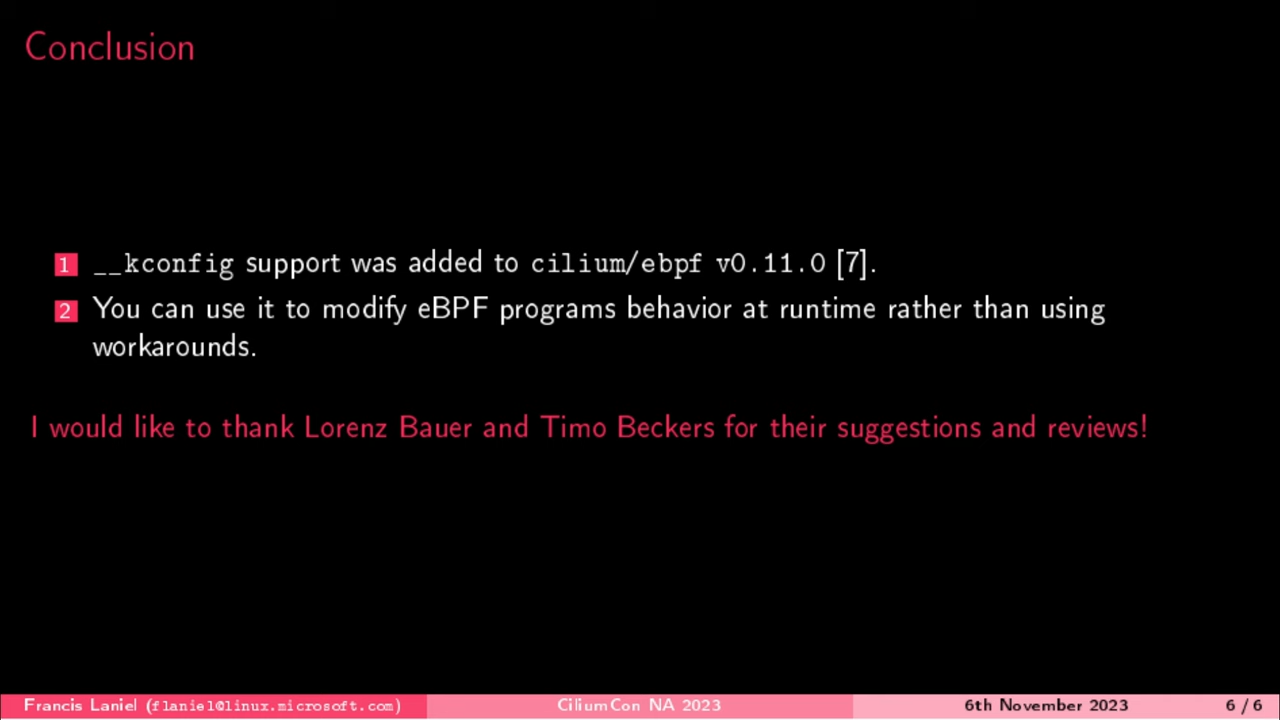 Conclusion
1 __kconfig support was added to cilium/ebpf v0.11.0 [7].
2 You can use it to modify eBPF programs behavior at runtime rather than using
workarounds.
I would like to thank Lorenz Bauer and Timo Beckers for their suggestions and reviews!
Francis Laniel (flaniel@linux.microsoft.com) CiliumCon NA 2023 6th November 2023 6 / 6